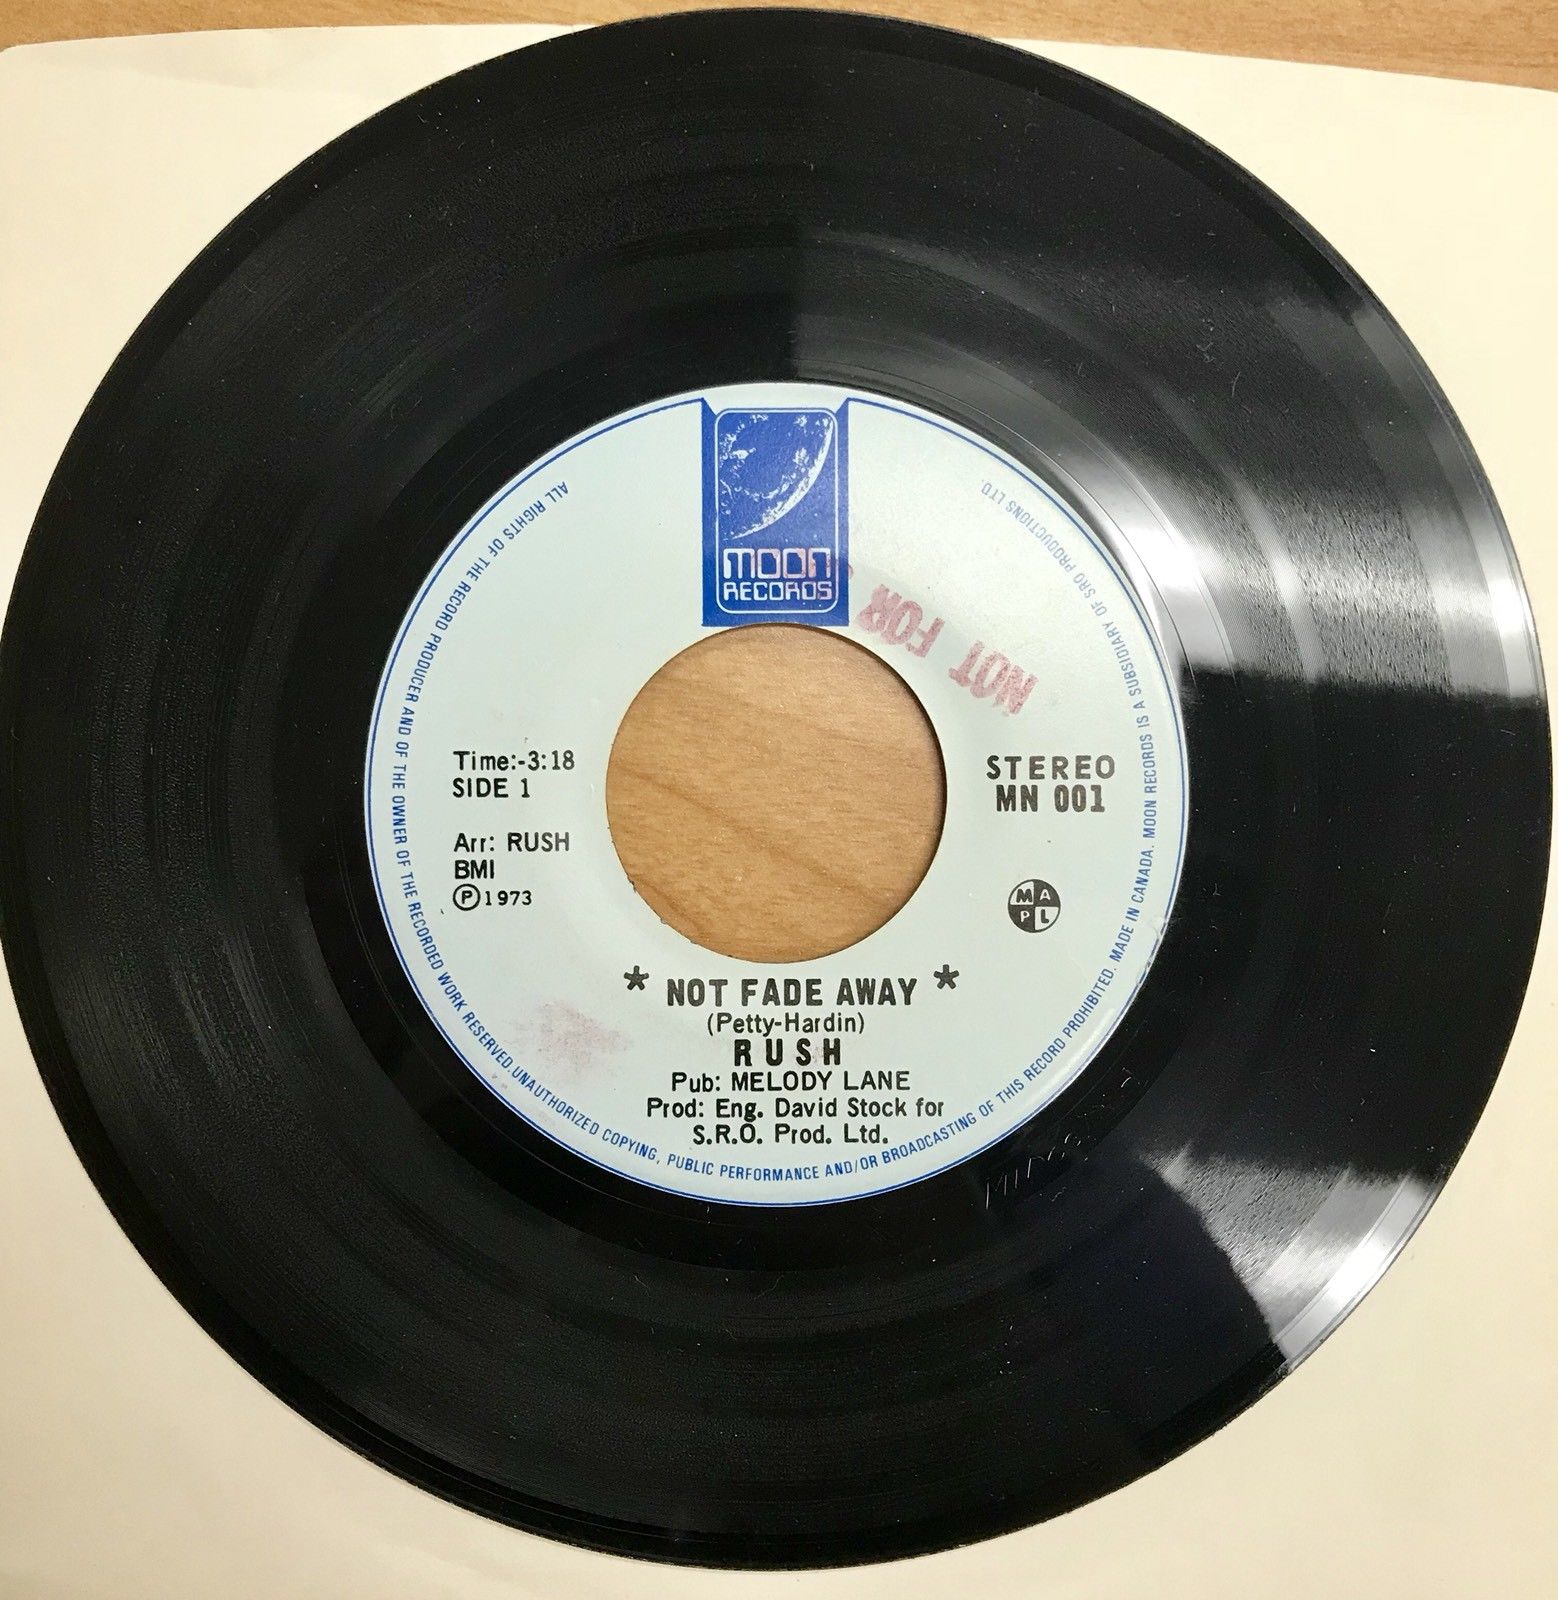 MOON
RECORDS
NOT FOR
Time:-3:18
SIDE 1
Arr: RUSH
BMI
Ⓟ1973
STEREO
MN 001
M A
P L
* NOT FADE AWAY *
(Petty-Hardin)
RUSH
Pub: MELODY LANE
Prod: Eng. David Stock for
S.R.O. Prod. Ltd.
ALL RIGHTS OF THE RECORD PRODUCER AND OF THE OWNER OF THE RECORDED WORK RESERVED. UNAUTHORIZED COPYING, PUBLIC PERFORMANCE AND/OR BROADCASTING OF THIS RECORD PROHIBITED. MADE IN CANADA. MOON RECORDS IS A SUBSIDIARY OF SRO PRODUCTIONS LTD.